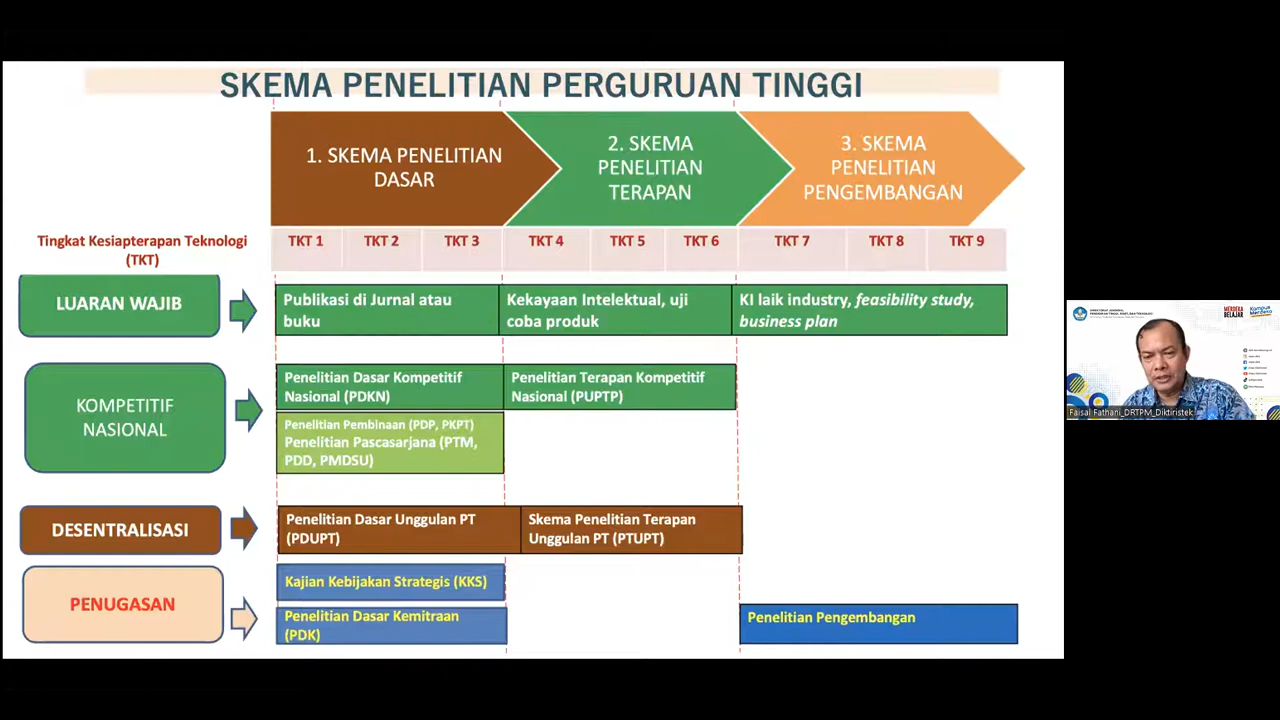 SKEMA PENELITIAN PERGURUAN TINGGI
1. SKEMA PENELITIAN
DASAR
2. SKEMA
PENELITIAN
TERAPAN
3. SKEMA
PENELITIAN
PENGEMBANGAN
Tingkat Kesiapterapan Teknologi
(TKT)
TKT 1 TKT 2 TKT 3 TKT 4 TKT 5 TKT 6 TKT 7 TKT 8 TKT 9
LUARAN WAJIB
Publikasi di Jurnal atau
buku
Kekayaan Intelektual, uji
coba produk
KI laik industry, feasibility study,
business plan
KOMPETITIF
NASIONAL
Penelitian Dasar Kompetitif
Nasional (PDKN)
Penelitian Terapan Kompetitif
Nasional (PUPTP)
Penelitian Pembinaan (PDP, PKPT)
Penelitian Pascasarjana (PTM,
PDD, PMDSU)
DESENTRALISASI
Penelitian Dasar Unggulan PT
(PDUPT)
Skema Penelitian Terapan
Unggulan PT (PTUPT)
PENUGASAN
Kajian Kebijakan Strategis (KKS)
Penelitian Dasar Kemitraan
(PDK)
Penelitian Pengembangan
MERDEKA
BELAJAR
Kampus
Merdeka
Faisal Fathani_DRTPM_Diktiristek